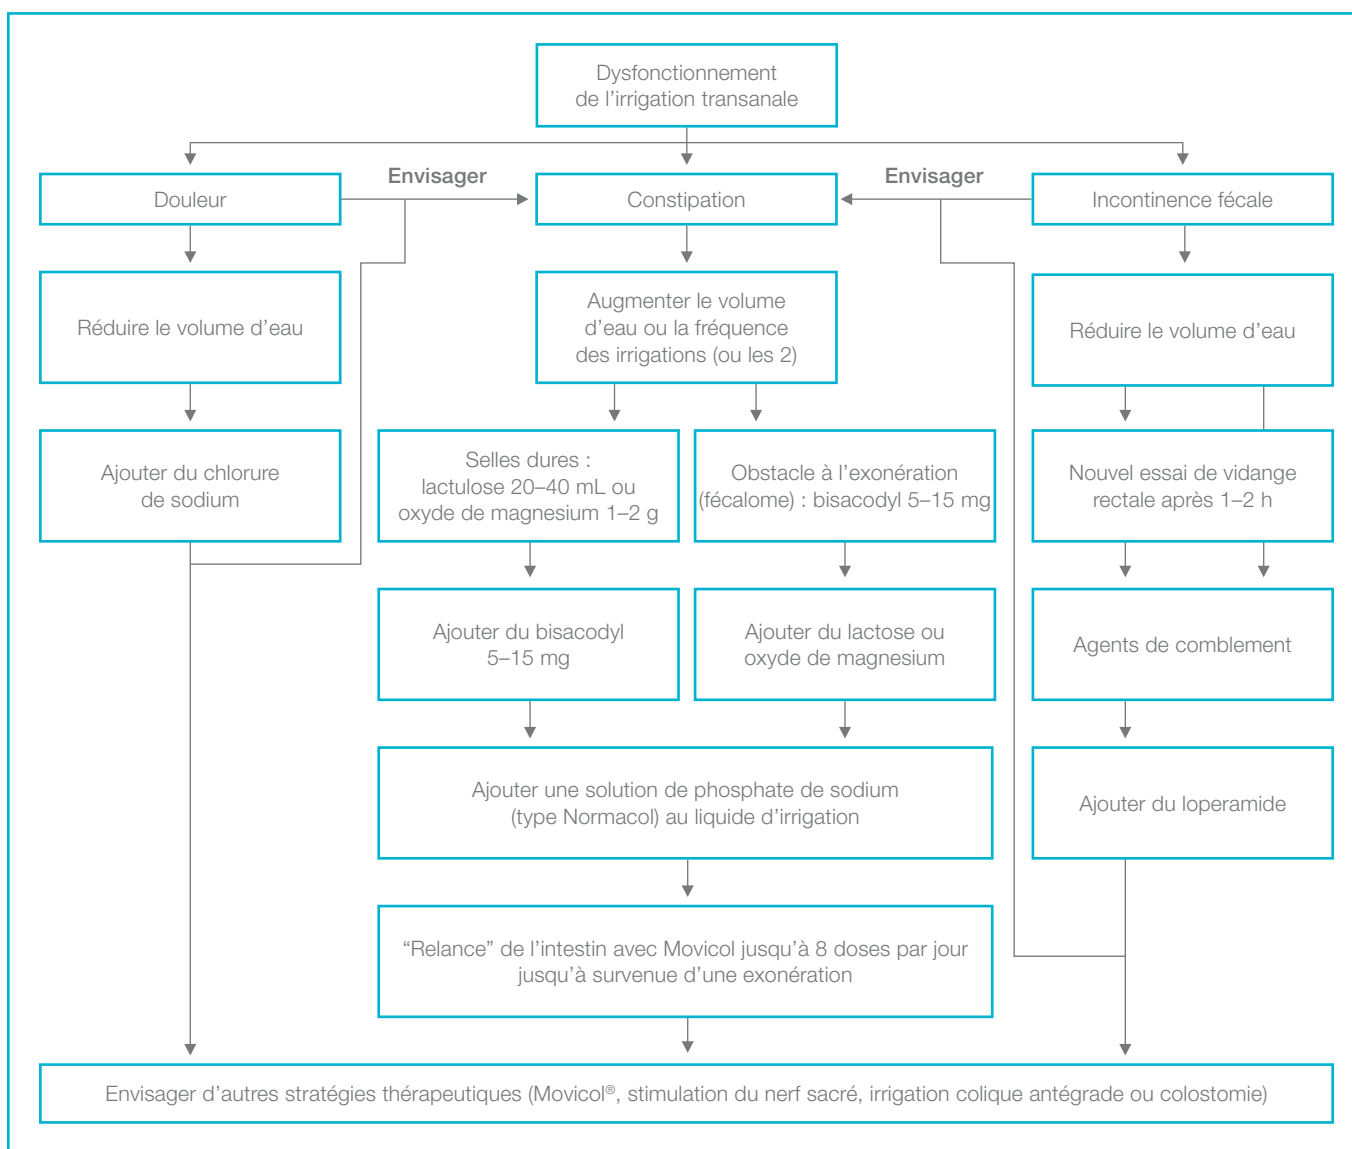 Dysfonctionnement
de l’irrigation transanale
Envisager
Envisager
Douleur
Constipation
Incontinence fécale
Réduire le volume d’eau
Augmenter le volume
d’eau ou la fréquence
des irrigations (ou les 2)
Réduire le volume d’eau
Ajouter du chlorure
de sodium
Selles dures :
lactulose 20–40 mL ou
oxyde de magnesium 1–2 g
Obstacle à l’exonération
(fécalome) : bisacodyl 5–15 mg
Nouvel essai de vidange
rectale après 1–2 h
Ajouter du bisacodyl
5–15 mg
Ajouter du lactose ou
oxyde de magnesium
Agents de comblement
Ajouter une solution de phosphate de sodium
(type Normacol) au liquide d’irrigation
Ajouter du loperamide
“Relance” de l’intestin avec Movicol jusqu’à 8 doses par jour
jusqu’à survenue d’une exonération
Envisager d’autres stratégies thérapeutiques (Movicol®, stimulation du nerf sacré, irrigation colique antégrade ou colostomie)